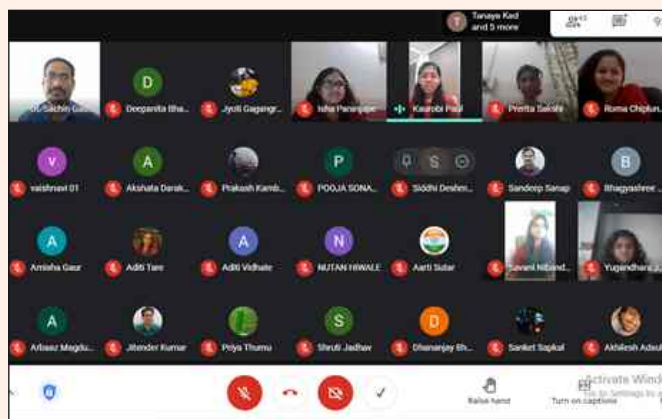 Tanaya Ked
and 5 more
Deepanita Bha...
Jyoti Gagangr...
Isha Paranjape
Kaurobi Paul
Prerita Sakshi
Roma Chiplun...
vaishnavi 01
Akshata Darak...
Prakash Kamb...
POOJA SONA...
Siddhi Deshm...
Sandeep Sanap
Bhagyashree ...
Amisha Gaur
Aditi Tare
Aditi Vidhate
NUTAN HIWALE
Aarti Sutar
Yugandhara J...
Arbaaz Magdu...
Jitender Kumar
Priya Thumu
Shruti Jadhav
Dhananjay Bh...
Sanket Sapkal
Akhilesh Adsul
Raise hand
Turn on captions